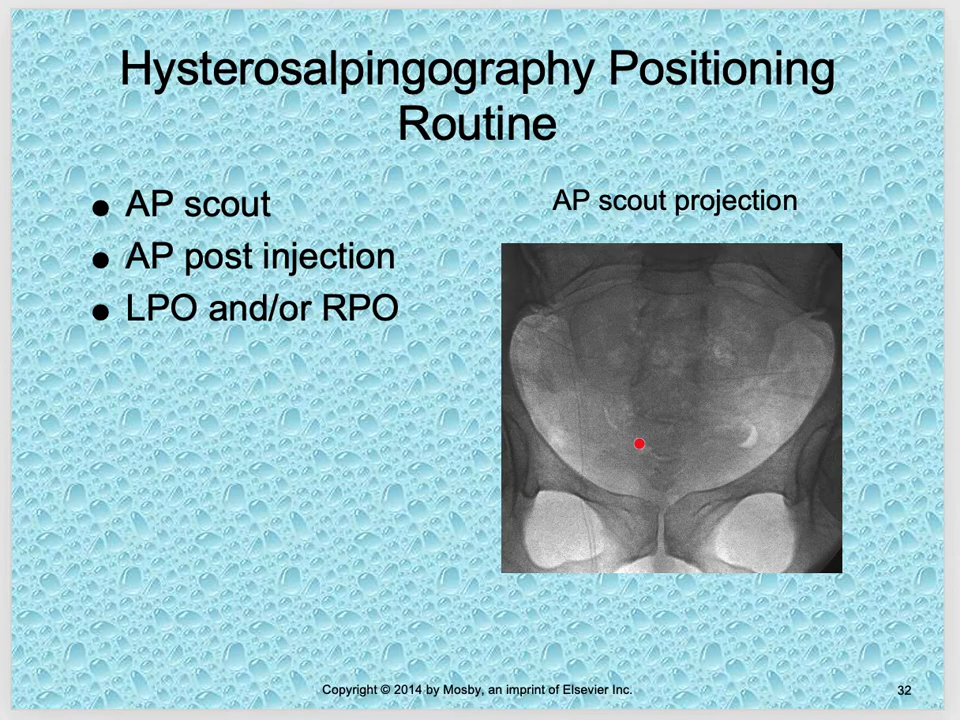 Hysterosalpingography Positioning
Routine
● AP scout
● AP post injection
● LPO and/or RPO
AP scout projection
Copyright © 2014 by Mosby, an imprint of Elsevier Inc.
32